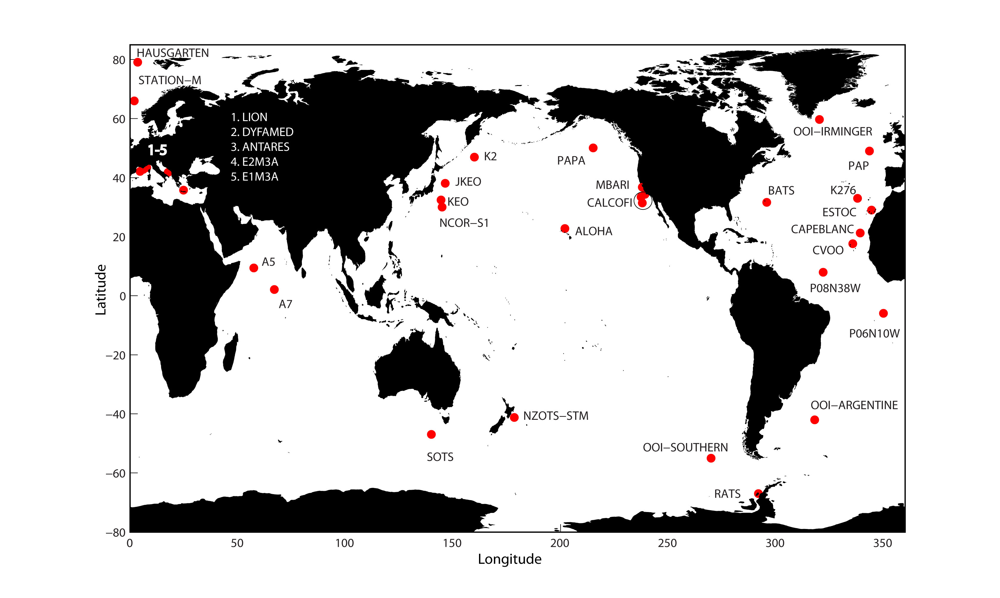 HAUSGARTEN
80
STATION–M
60
1. LION
2. DYFAMED
3. ANTARES
4. E2M3A
5. E1M3A
1-5
OOI–IRMINGER
PAPA
K2
PAP
40
JKEO
MBARI
BATS
K276
KEO
CALCOFI
ESTOC
NCOR–S1
ALOHA
CAPEBLANC
20
CVOO
A5
P08N38W
Latitude
0
A7
P06N10W
–20
OOI–ARGENTINE
–40
NZOTS–STM
SOTS
OOI–SOUTHERN
–60
RATS
–80
0 50 100 150 200 250 300 350
Longitude